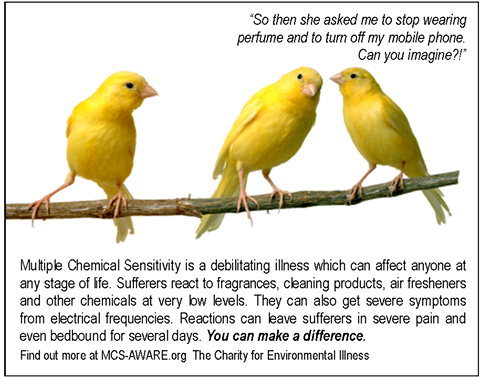 “So then she asked me to stop wearing
perfume and to turn off my mobile phone.
Can you imagine?!”
Multiple Chemical Sensitivity is a debilitating illness which can affect anyone at
any stage of life. Sufferers react to fragrances, cleaning products, air fresheners
and other chemicals at very low levels. They can also get severe symptoms
from electrical frequencies. Reactions can leave sufferers in severe pain and
even bedbound for several days. You can make a difference.
Find out more at MCS-AWARE.org The Charity for Environmental Illness